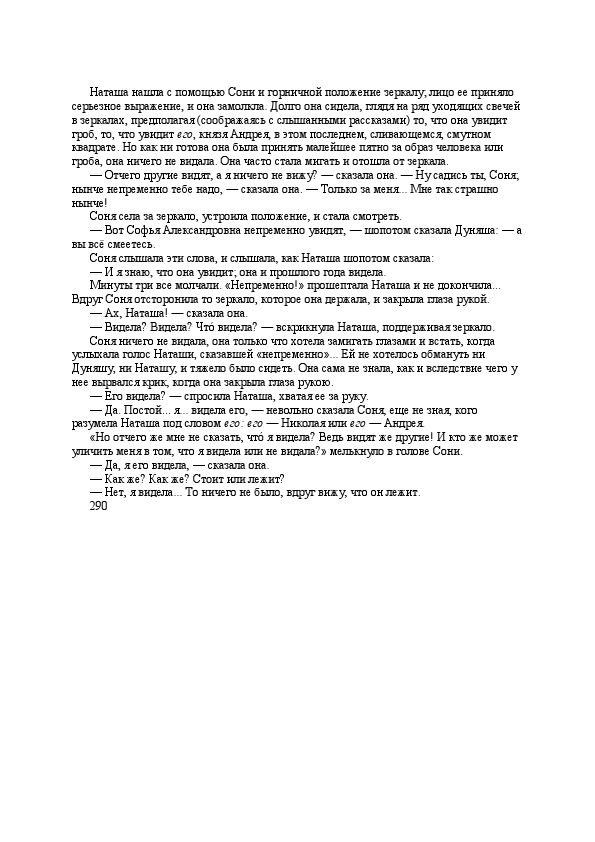 Наташа нашла с помощью Сони и горничной положение зеркалу; лицо ее приняло
серьезное выражение, и она замолкла. Долго она сидела, глядя на ряд уходящих свечей
в зеркалах, предполагая (соображаясь с слышанными рассказами) то, что она увидит
гроб, то, что увидит его, князя Андрея, в этом последнем, сливающемся, смутном
квадрате. Но как ни готова она была принять малейшее пятно за образ человека или
гроба, она ничего не видала. Она часто стала мигать и отошла от зеркала.
— Отчего другие видят, а я ничего не вижу? — сказала она. — Ну садись ты, Соня;
нынче непременно тебе надо, — сказала она. — Только за меня... Мне так страшно
нынче!
Соня села за зеркало, устроила положение, и стала смотреть.
— Вот Софья Александровна непременно увидят, — шопотом сказала Дуняша: — а
вы всё смеетесь.
Соня слышала эти слова, и слышала, как Наташа шопотом сказала:
— И я знаю, что она увидит; она и прошлого года видела.
Минуты три все молчали. «Непременно!» прошептала Наташа и не докончила...
Вдруг Соня отсторонила то зеркало, которое она держала, и закрыла глаза рукой.
— Ах, Наташа! — сказала она.
— Видела? Видела? Чтó видела? — вскрикнула Наташа, поддерживая зеркало.
Соня ничего не видала, она только что хотела замигать глазами и встать, когда
услыхала голос Наташи, сказавшей «непременно»... Ей не хотелось обмануть ни
Дуняшу, ни Наташу, и тяжело было сидеть. Она сама не знала, как и вследствие чего у
нее вырвался крик, когда она закрыла глаза рукою.
— Его видела? — спросила Наташа, хватая ее за руку.
— Да. Постой... я... видела его, — невольно сказала Соня, еще не зная, кого
разумела Наташа под словом его: его — Николая или его — Андрея.
«Но отчего же мне не сказать, чтó я видела? Ведь видят же другие! И кто же может
уличить меня в том, что я видела или не видала?» мелькнуло в голове Сони.
— Да, я его видела, — сказала она.
— Как же? Как же? Стоит или лежит?
— Нет, я видела... То ничего не было, вдруг вижу, что он лежит.
290